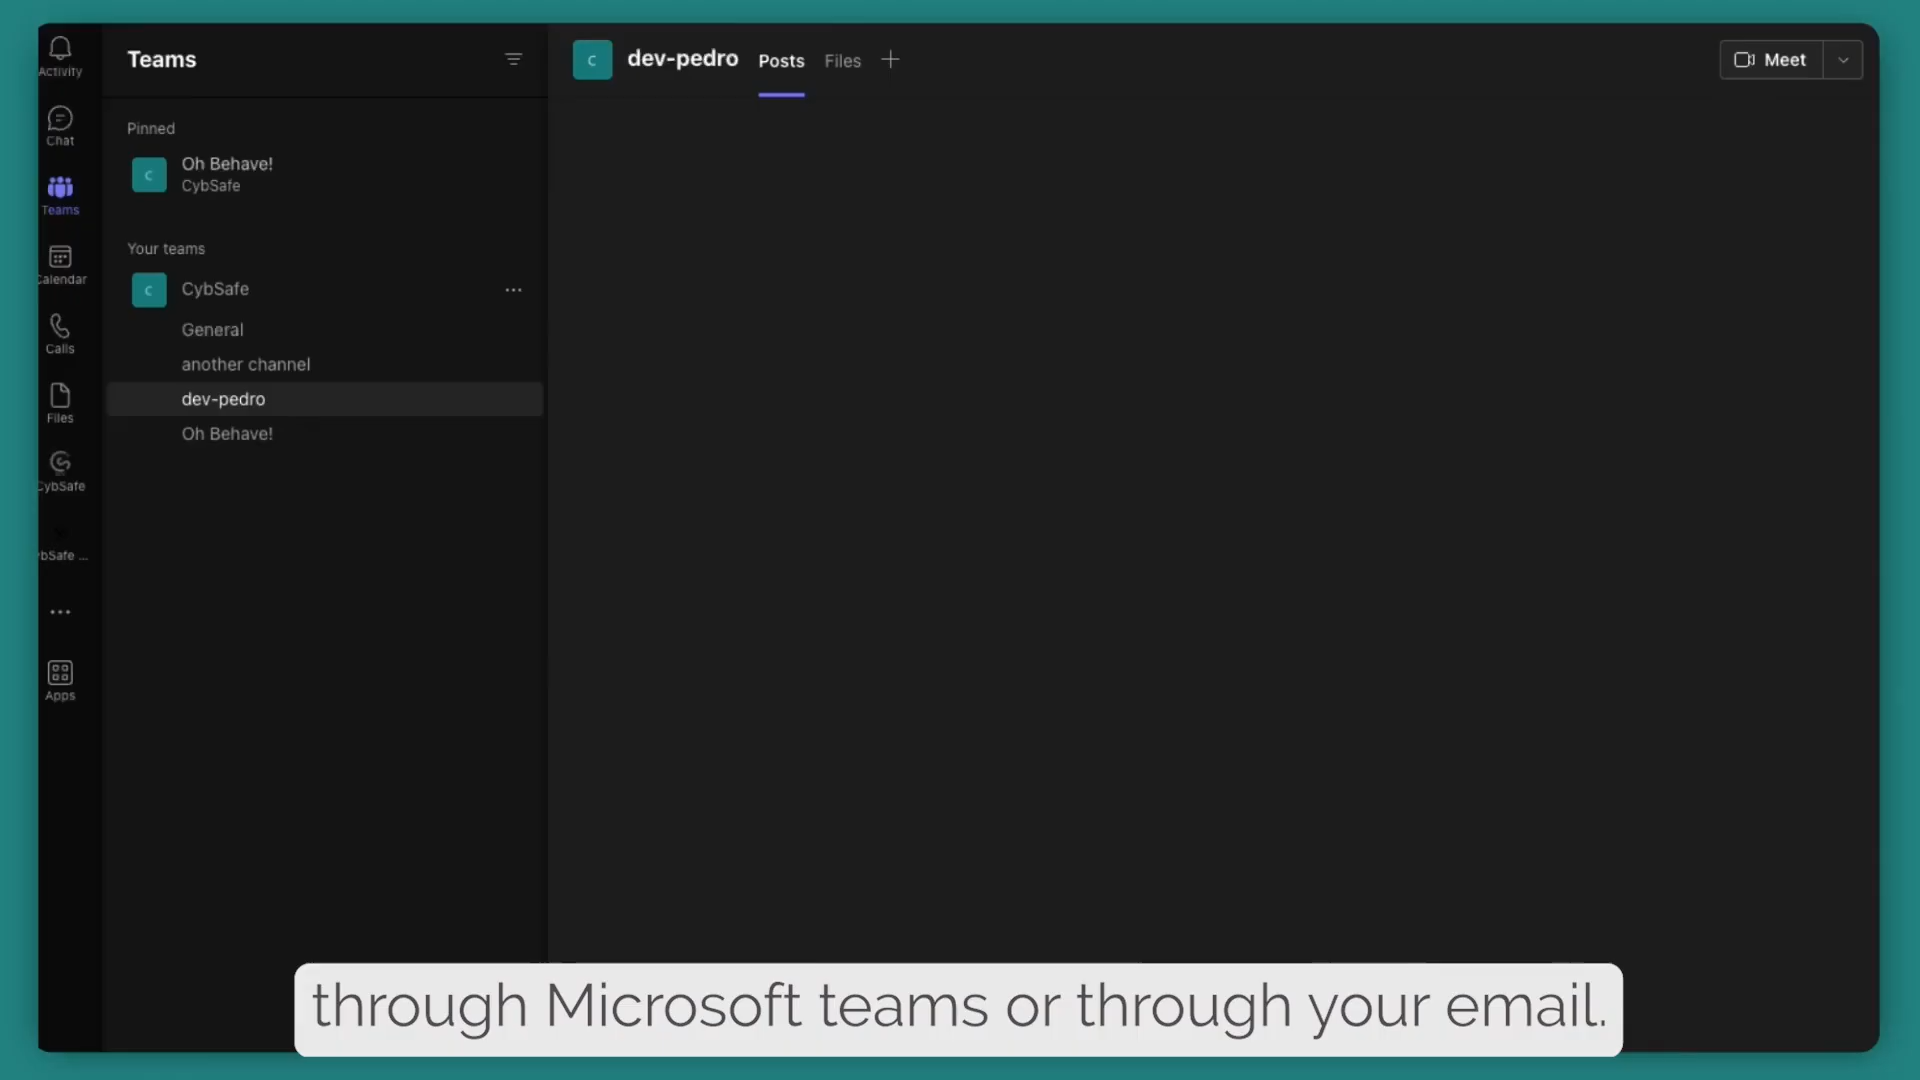 Activity
Chat
Teams
Calendar
Calls
Files
CybSafe
ybSafe ...
Apps
Teams
Pinned
C
Oh Behave!
CybSafe
Your teams
C
CybSafe
General
another channel
dev-pedro
Oh Behave!
C
dev-pedro
Posts
Files
Meet
through Microsoft teams or through your email.